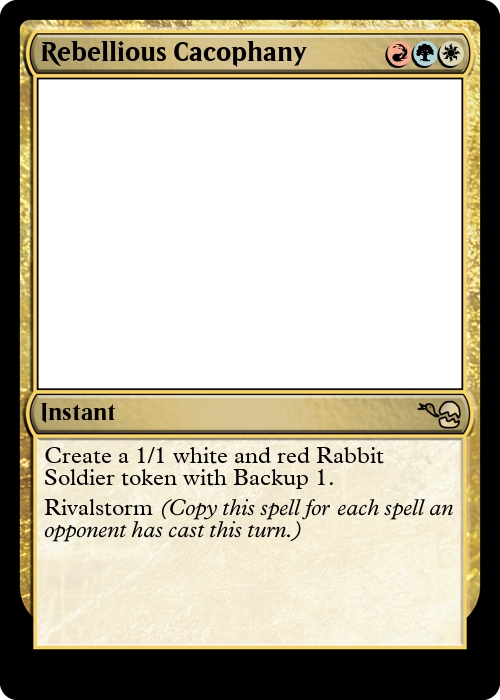 Rebellious Cacophany
Instant
Create a 1/1 white and red Rabbit
Soldier token with Backup 1.
Rivalstorm (Copy this spell for each spell an
opponent has cast this turn.)